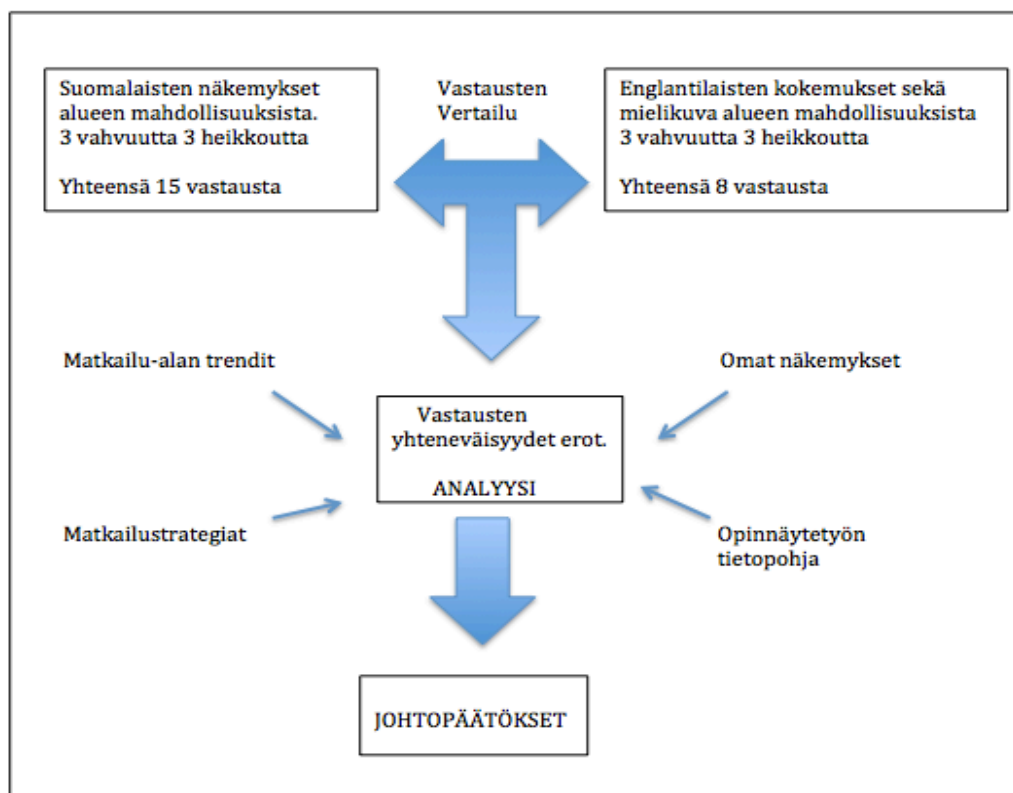 Suomalaisten näkemykset
alueen mahdollisuuksista.
3 vahvuutta 3 heikkoutta
Yhteensä 15 vastausta
Vastausten
Vertailu
Englantilaisten kokemukset sekä
mielikuva alueen mahdollisuuksista
3 vahvuutta 3 heikkoutta
Yhteensä 8 vastausta
Matkailu-alan trendit
Omat näkemykset
Vastausten
yhteneväisyydet erot.
ANALYYSI
Matkailustrategiat
Opinnäytetyön
tietopohja
JOHTOPÄÄTÖKSET